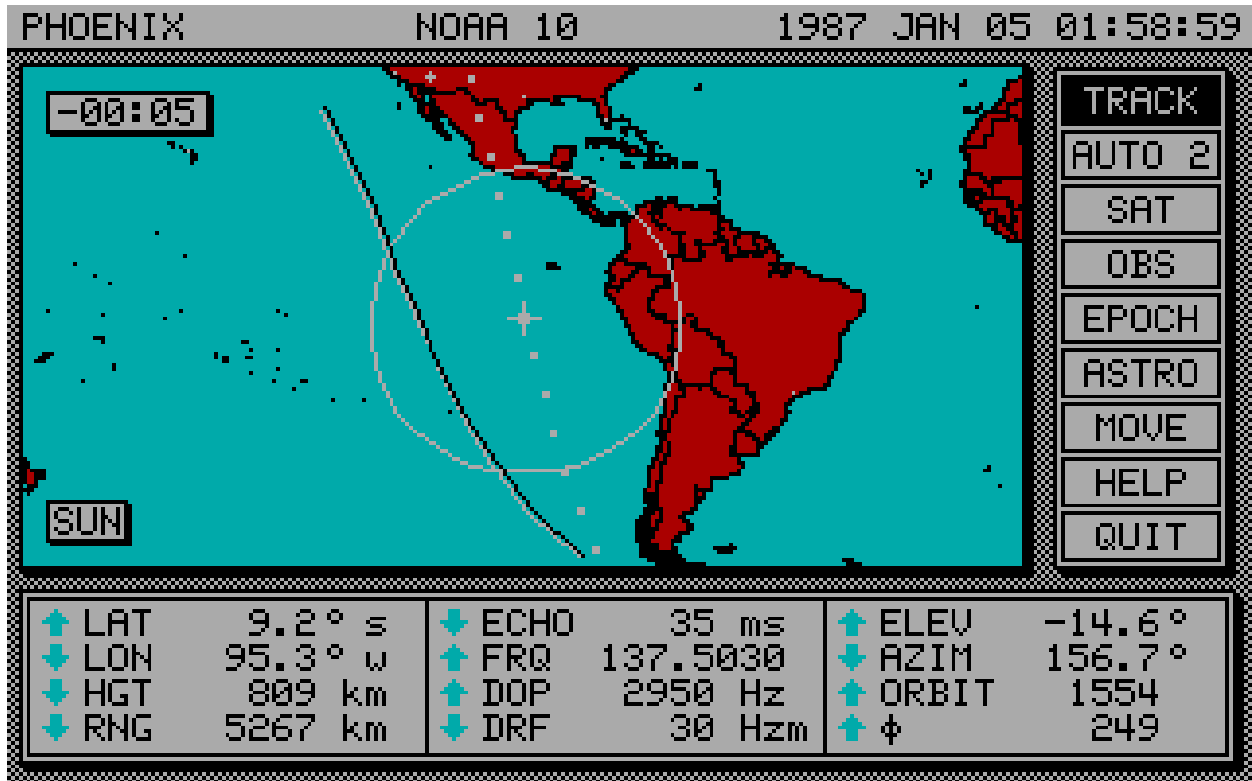 PHOENIX NOAA 10 1987 JAN 05 01:58:59
-00:05
SUN
TRACK
AUTO 2
SAT
OBS
EPOCH
ASTRO
MOVE
HELP
QUIT
↑ LAT 9.2° s
↓ LON 95.3° w
↓ HGT 809 km
↓ RNG 5267 km
↓ ECHO 35 ms
↑ FRQ 137.5030
↑ DOP 2950 Hz
↓ DRF 30 Hzm
↑ ELEV -14.6°
↓ AZIM 156.7°
↑ ORBIT 1554
↑ ϕ 249